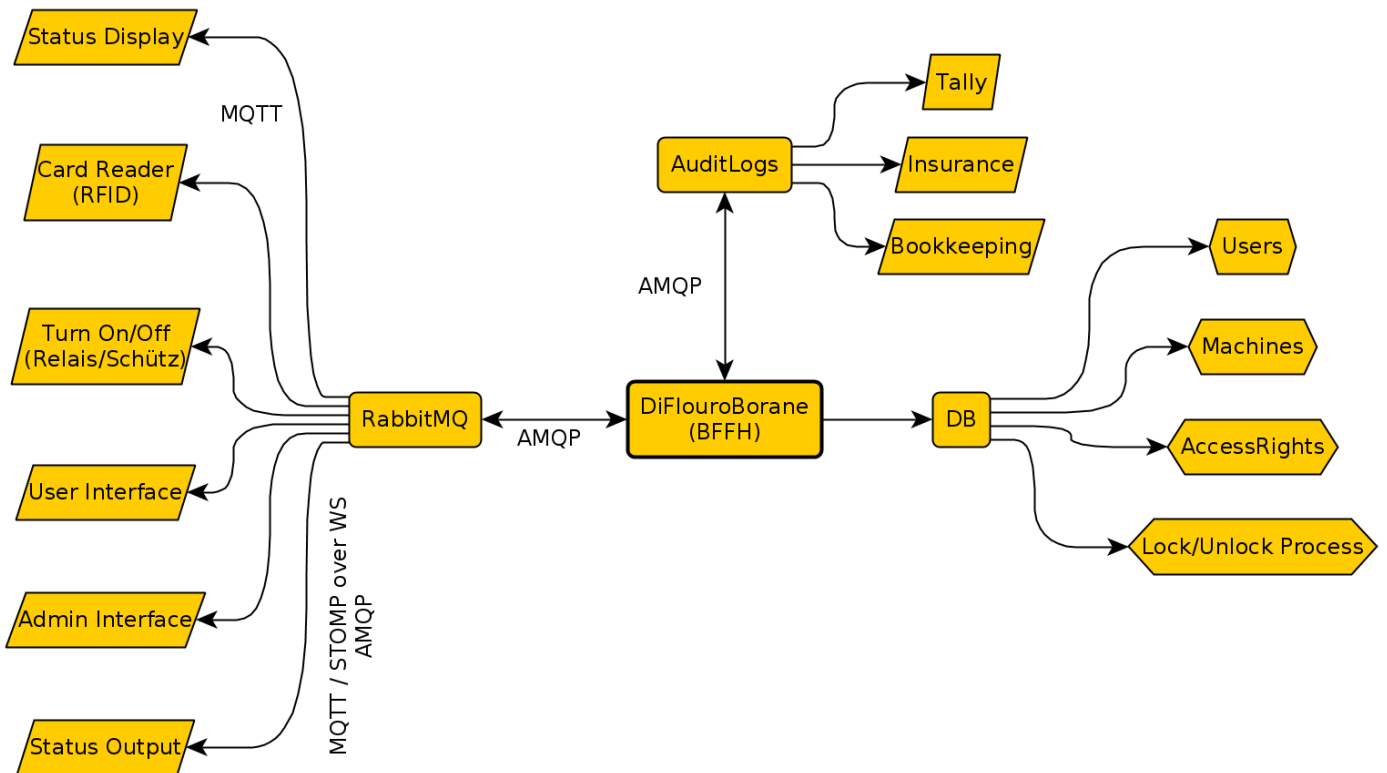 Status Display
MQTT
Card Reader
(RFID)
Turn On/Off
(Relais/Schütz)
User Interface
Admin Interface
Status Output
MQTT / STOMP over WS
AMQP
RabbitMQ
AMQP
DiFlouroBorane
(BFFH)
AMQP
AuditLogs
Tally
Insurance
Bookkeeping
DB
Users
Machines
AccessRights
Lock/Unlock Process